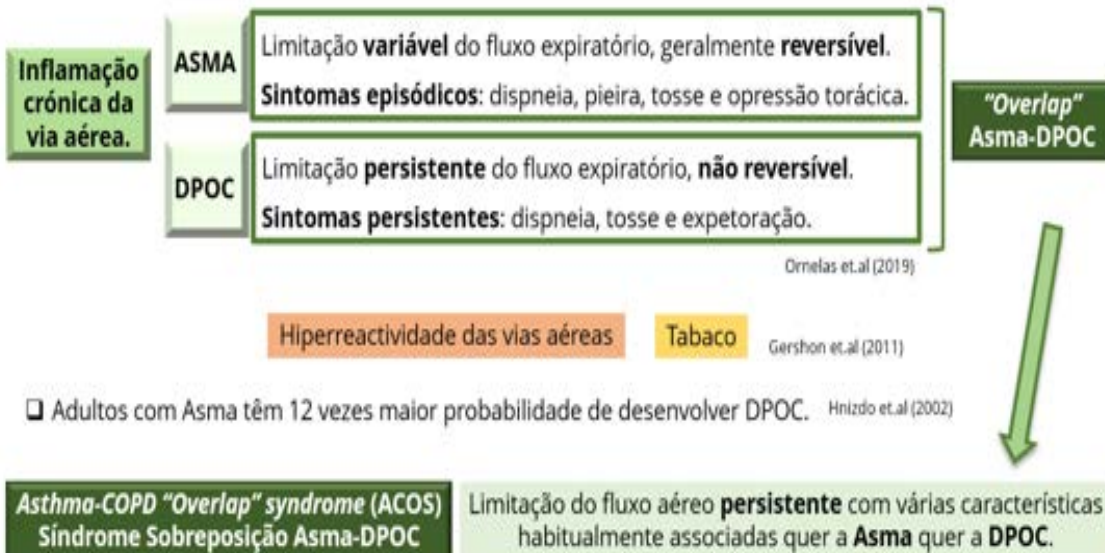 Inflamação
crónica da
via aérea.
ASMA
Limitação variável do fluxo expiratório, geralmente reversível.
Sintomas episódicos: dispneia, pieira, tosse e opressão torácica.
DPOC
Limitação persistente do fluxo expiratório, não reversível.
Sintomas persistentes: dispneia, tosse e expetoração.
"Overlap"
Asma-DPOC
Ornelas et.al (2019)
Hiperreactividade das vias aéreas
Tabaco
Gershon et.al (2011)
❑ Adultos com Asma têm 12 vezes maior probabilidade de desenvolver DPOC. Hnizdo et.al (2002)
Asthma-COPD "Overlap" syndrome (ACOS)
Síndrome Sobreposição Asma-DPOC
Limitação do fluxo aéreo persistente com várias características
habitualmente associadas quer a Asma quer a DPOC.